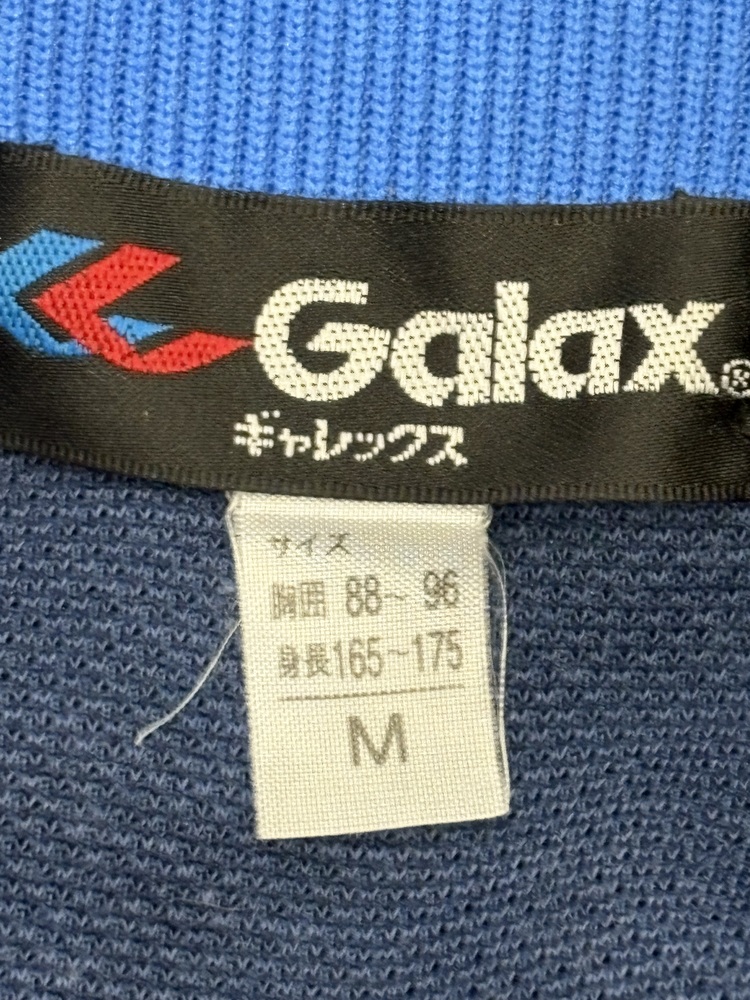 Galax®
ギャレックス
サイズ
胸囲 88～96
身長165～175
M